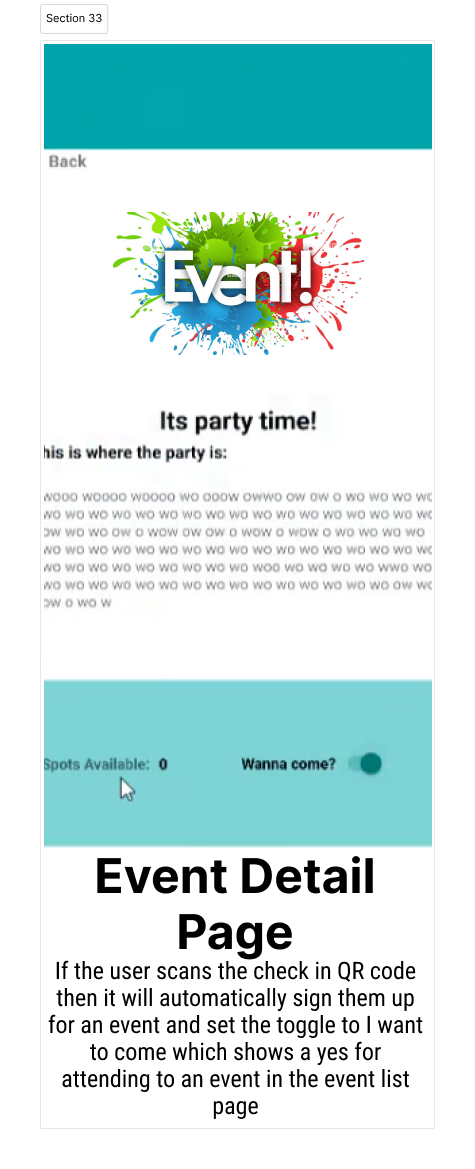 Section 33
Back
Event!
Its party time!
his is where the party is:
wooo woooo woooo wo ooow owwo ow ow o wo wo wo wo
wo wo wo wo wo wo wo wo wo wo wo wo wo wo wo wo wo
ow wo wo ow o wow ow ow o wow o wow o wo wo wo wo
wo wo wo wo wo wo wo wo wo wo wo wo wo wo wo wo wo
wo wo wo wo wo wo wo wo wo woo wo wo wo wo wwo wo
wo wo wo wo wo wo wo wo wo wo wo wo wo wo wo ow wo
ow o wo w
Spots Available: 0 Wanna come?
Event Detail
Page
If the user scans the check in QR code
then it will automatically sign them up
for an event and set the toggle to I want
to come which shows a yes for
attending to an event in the event list
page